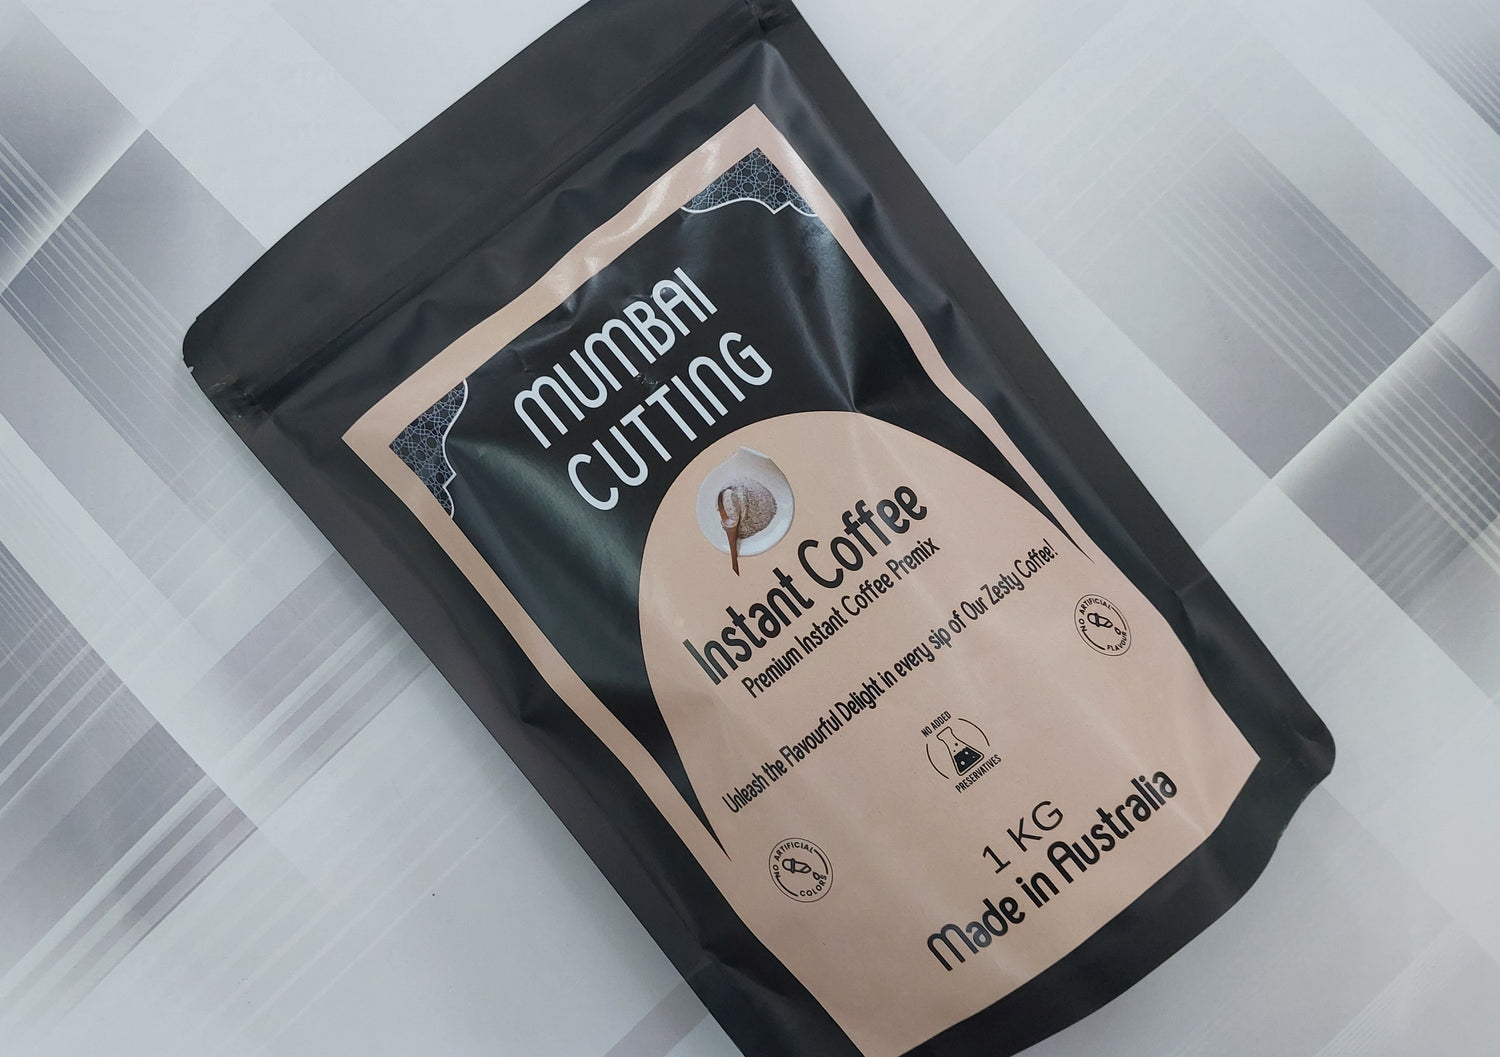 MUMBAI
CUTTING
Instant Coffee
Premium Instant Coffee Premix
Unleash the Flavourful Delight in every sip of Our Zesty Coffee!
NO ARTIFICIAL
FLAVOUR
NO ADDED
PRESERVATIVES
NO ARTIFICIAL
COLORS
1 KG
Made in Australia